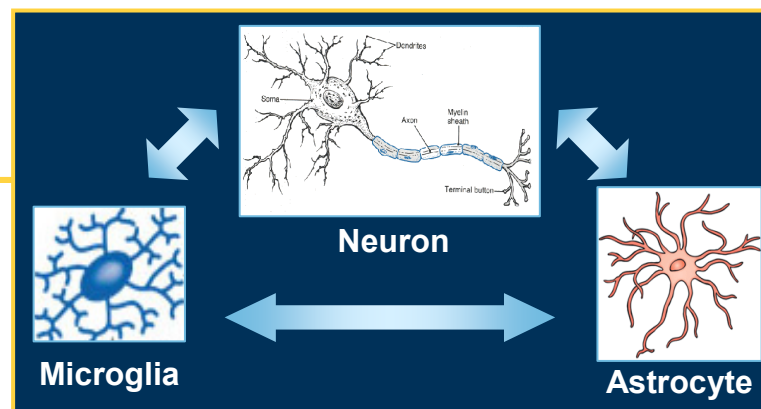 Dendrites
Soma
Axon
Myelin
sheath
Terminal button
Neuron
Microglia
Astrocyte